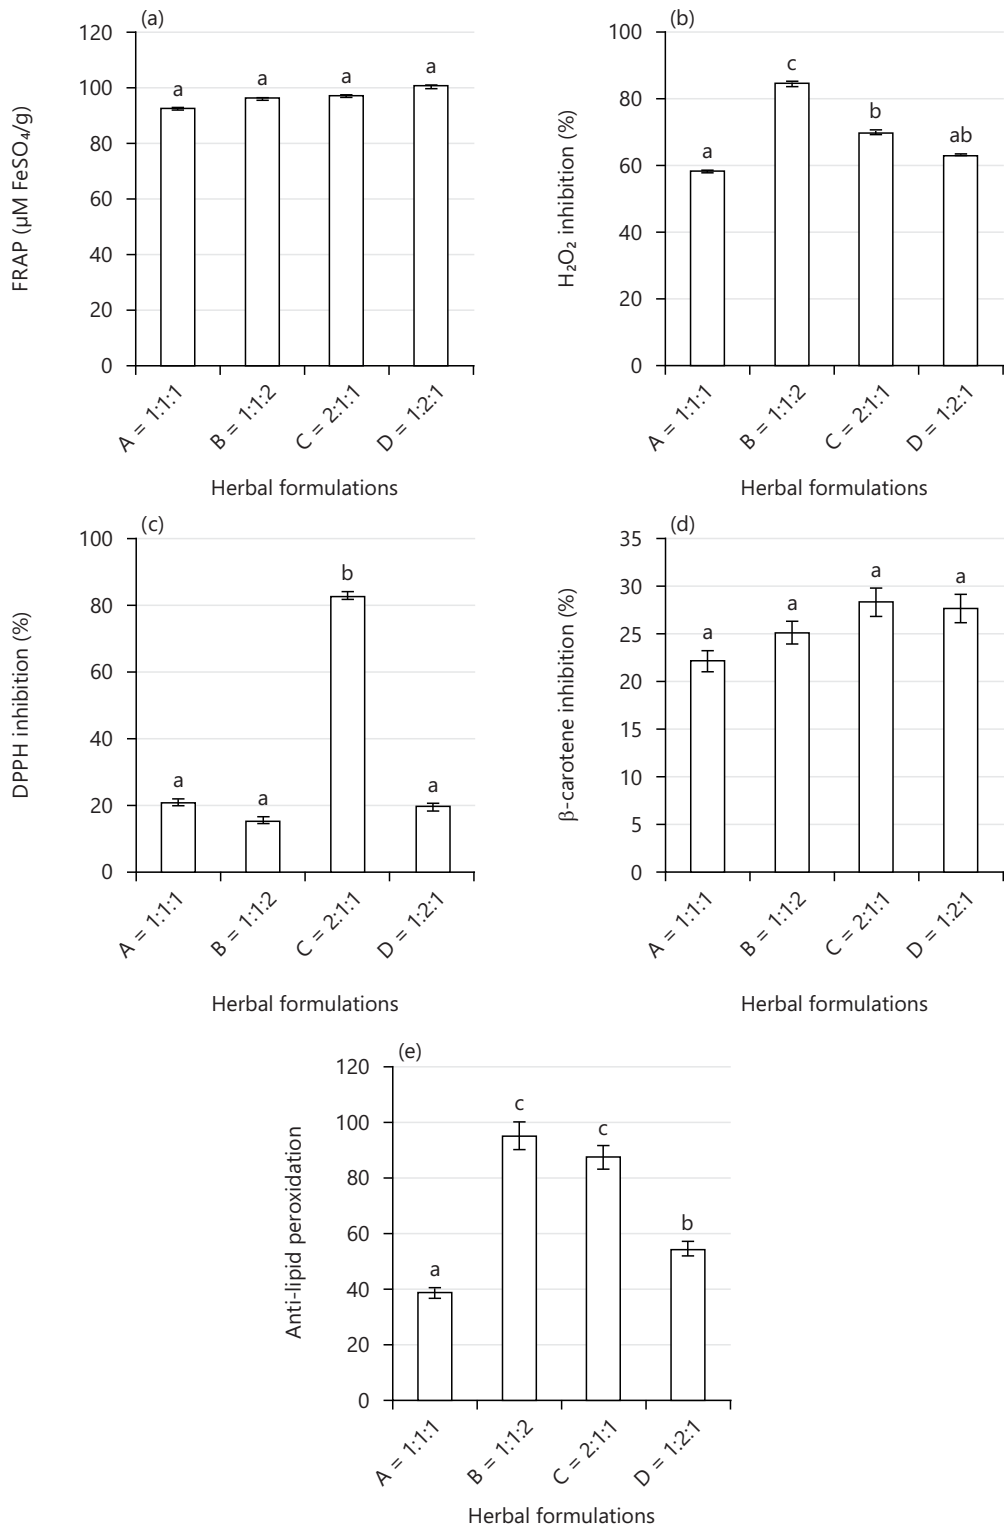 (a)
120
100
80
60
40
20
0
FRAP (µM FeSO₄/g)
a
a
a
a
A = 1:1:1
B = 1:1:2
C = 2:1:1
D = 1:2:1
Herbal formulations
(b)
100
80
60
40
20
0
H₂O₂ inhibition (%)
a
c
b
ab
A = 1:1:1
B = 1:1:2
C = 2:1:1
D = 1:2:1
Herbal formulations
(c)
100
80
60
40
20
0
DPPH inhibition (%)
a
a
b
a
A = 1:1:1
B = 1:1:2
C = 2:1:1
D = 1:2:1
Herbal formulations
(d)
35
30
25
20
15
10
5
0
β-carotene inhibition (%)
a
a
a
a
A = 1:1:1
B = 1:1:2
C = 2:1:1
D = 1:2:1
Herbal formulations
(e)
120
100
80
60
40
20
0
Anti-lipid peroxidation
a
c
c
b
A = 1:1:1
B = 1:1:2
C = 2:1:1
D = 1:2:1
Herbal formulations